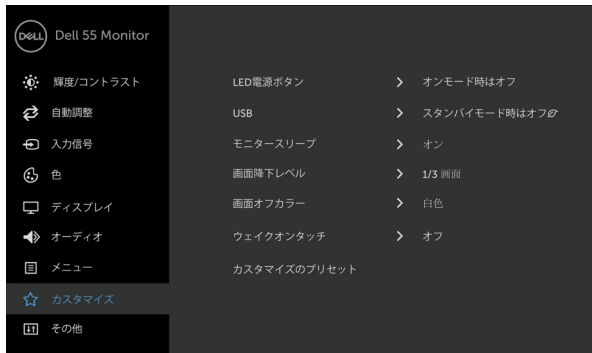 DELL Dell 55 Monitor
輝度/コントラスト
自動調整
入力信号
色
ディスプレイ
オーディオ
メニュー
カスタマイズ
その他
LED電源ボタン > オンモード時はオフ
USB > スタンバイモード時はオフ
モニタースリープ > オン
画面降下レベル > 1/3 画面
画面オフカラー > 白色
ウェイクオンタッチ > オフ
カスタマイズのプリセット